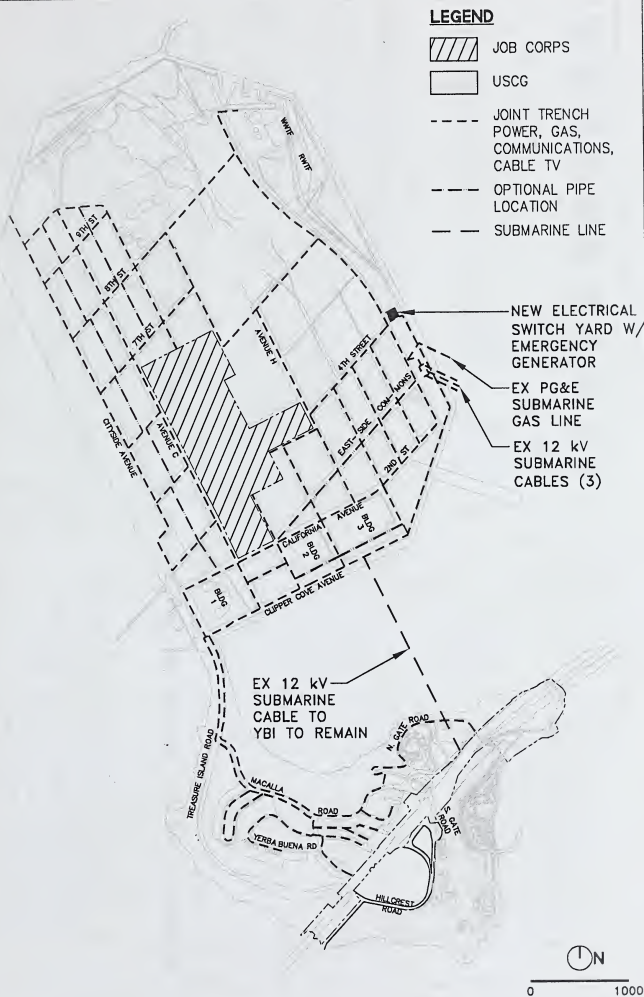 LEGEND
JOB CORPS
USCG
JOINT TRENCH
POWER, GAS,
COMMUNICATIONS,
CABLE TV
OPTIONAL PIPE
LOCATION
SUBMARINE LINE
WWTF
RWTF
9TH ST
8TH ST
7TH ST
AVENUE H
4TH STREET
NEW ELECTRICAL
SWITCH YARD W/
EMERGENCY
GENERATOR
EX PG&E
SUBMARINE
GAS LINE
EX 12 kV
SUBMARINE
CABLES (3)
EAST-SIDE COMMONS
2ND ST
CITYSIDE AVENUE
AVENUE C
CALIFORNIA AVENUE
BLDG
3
BLDG
2
BLDG
1
CLIPPER COVE AVENUE
EX 12 kV
SUBMARINE
CABLE TO
YBI TO REMAIN
N. GATE ROAD
TREASURE ISLAND ROAD
MACALLA ROAD
YERBA BUENA RD
S. GATE
ROAD
HILLCREST
ROAD
N
0 1000